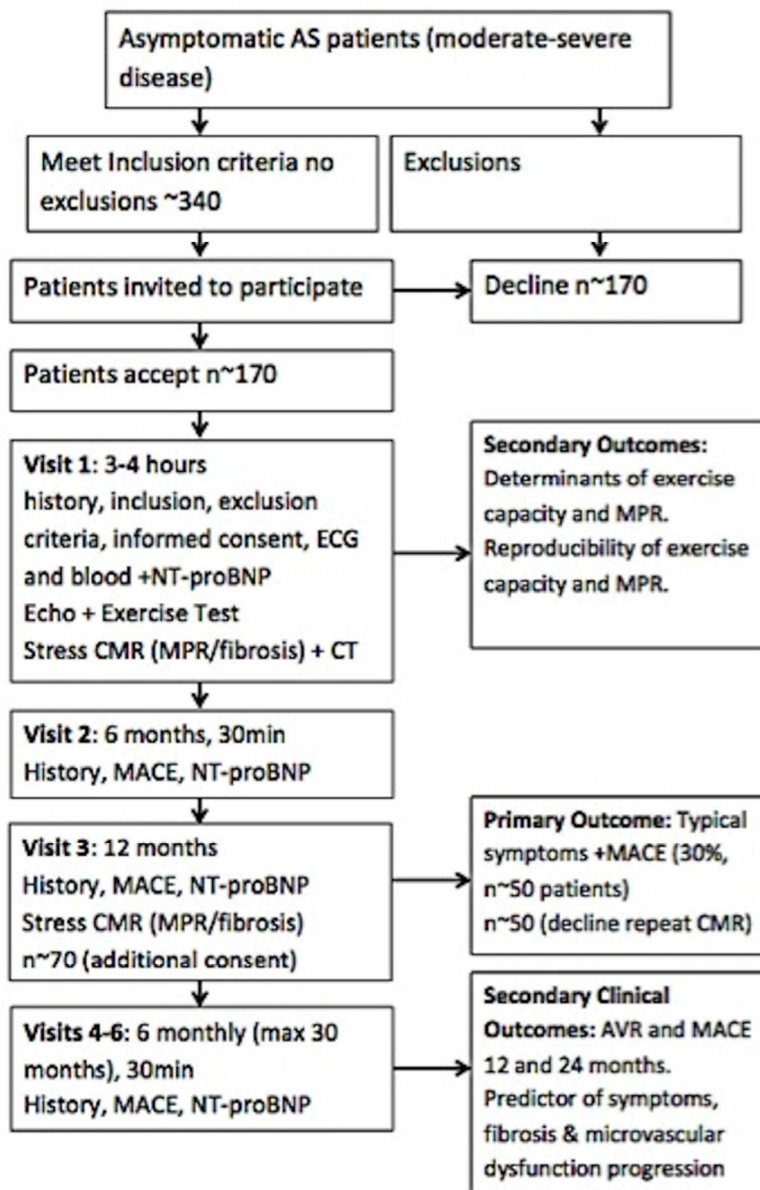 Asymptomatic AS patients (moderate-severe
disease)
Meet Inclusion criteria no
exclusions ~340
Exclusions
Patients invited to participate
Decline n~170
Patients accept n~170
Visit 1: 3-4 hours
history, inclusion, exclusion
criteria, informed consent, ECG
and blood +NT-proBNP
Echo + Exercise Test
Stress CMR (MPR/fibrosis) + CT
Secondary Outcomes:
Determinants of exercise
capacity and MPR.
Reproducibility of exercise
capacity and MPR.
Visit 2: 6 months, 30min
History, MACE, NT-proBNP
Visit 3: 12 months
History, MACE, NT-proBNP
Stress CMR (MPR/fibrosis)
n~70 (additional consent)
Primary Outcome: Typical
symptoms +MACE (30%,
n~50 patients)
n~50 (decline repeat CMR)
Visits 4-6: 6 monthly (max 30
months), 30min
History, MACE, NT-proBNP
Secondary Clinical
Outcomes: AVR and MACE
12 and 24 months.
Predictor of symptoms,
fibrosis & microvascular
dysfunction progression